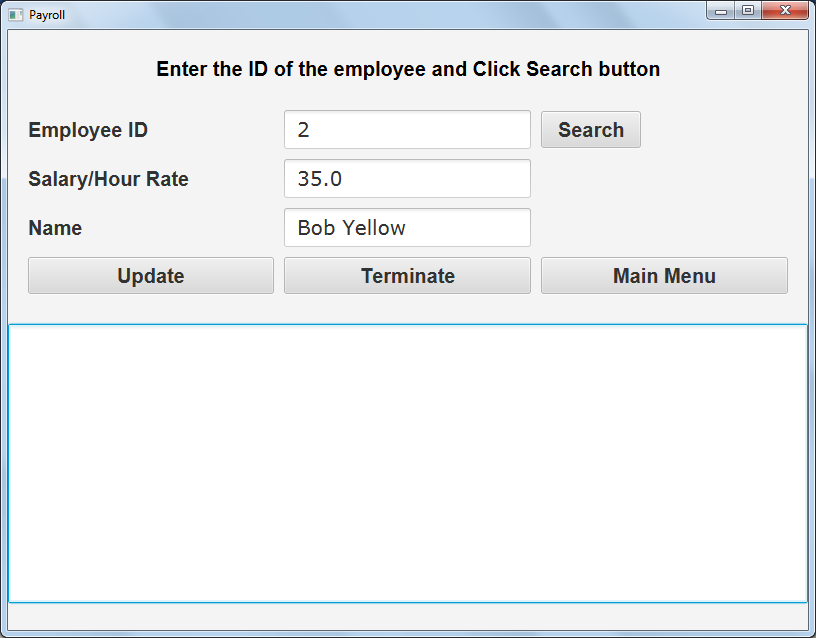 Payroll
Enter the ID of the employee and Click Search button
Employee ID 2 Search
Salary/Hour Rate 35.0
Name Bob Yellow
Update Terminate Main Menu